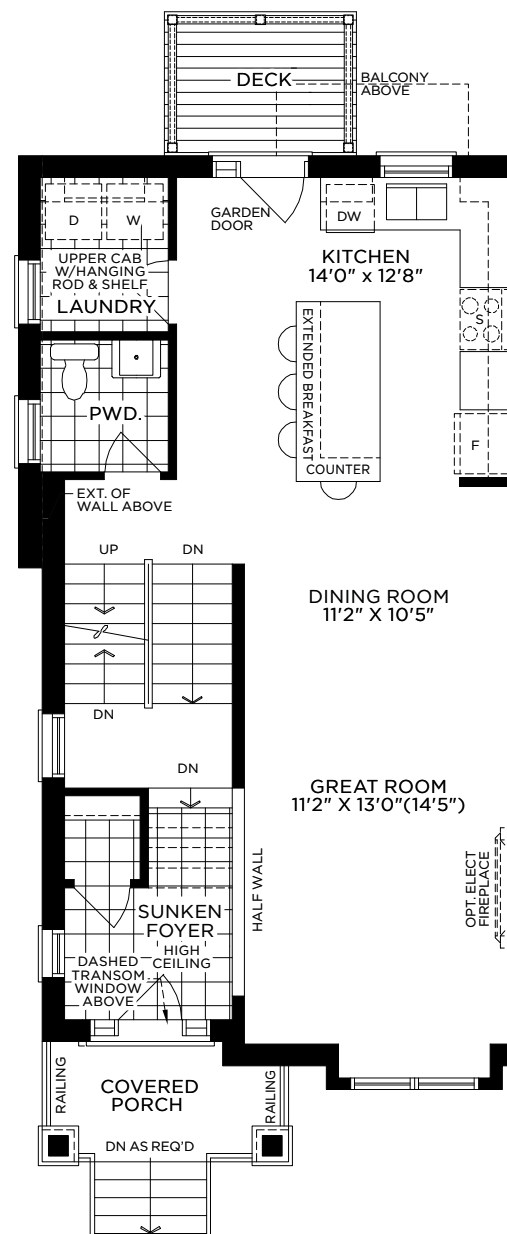 DECK
BALCONY
ABOVE
GARDEN
DOOR
D
W
DW
UPPER CAB
W/HANGING
ROD & SHELF
LAUNDRY
KITCHEN
14'0" x 12'8"
S
EXTENDED BREAKFAST
COUNTER
F
PWD.
EXT. OF
WALL ABOVE
UP
DN
DINING ROOM
11'2" X 10'5"
DN
DN
GREAT ROOM
11'2" X 13'0"(14'5")
HALF WALL
OPT. ELECT
FIREPLACE
SUNKEN
FOYER
HIGH
CEILING
DASHED
TRANSOM
WINDOW
ABOVE
RAILING
COVERED
PORCH
RAILING
DN AS REQ'D